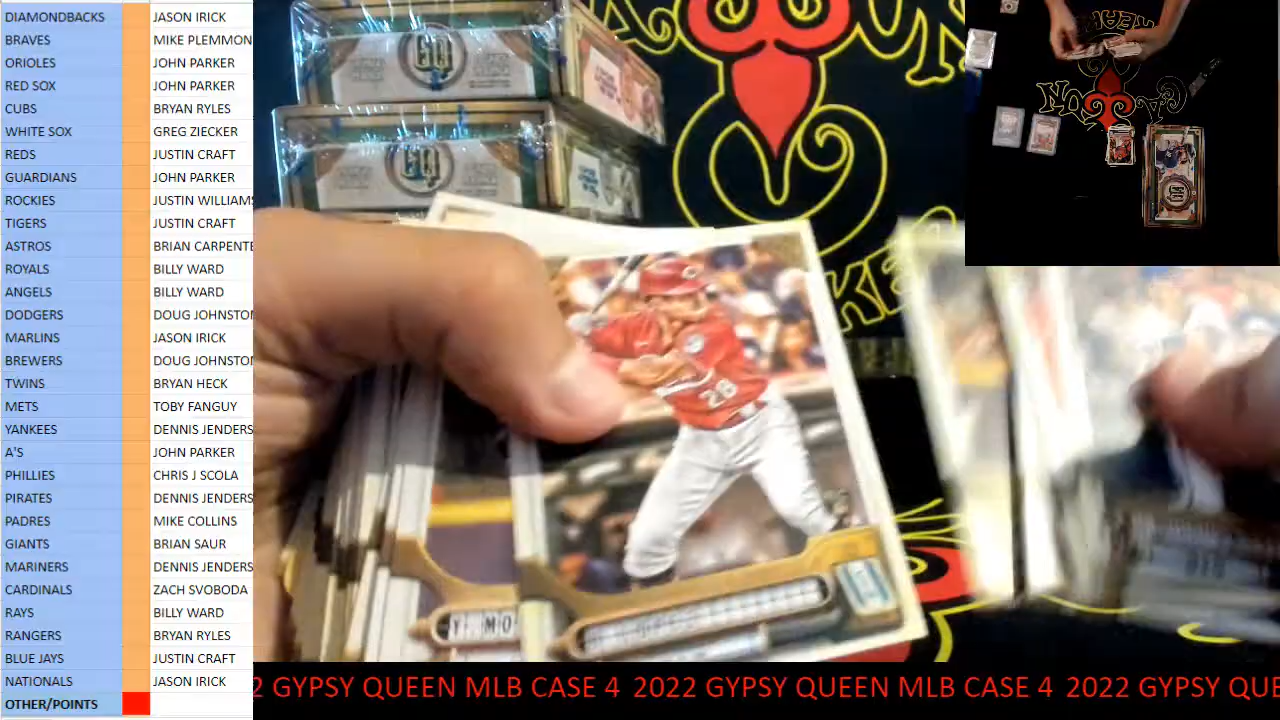 DIAMONDBACKS JASON IRICK
BRAVES MIKE PLEMMON
ORIOLES JOHN PARKER
RED SOX JOHN PARKER
CUBS BRYAN RYLES
WHITE SOX GREG ZIECKER
REDS JUSTIN CRAFT
GUARDIANS JOHN PARKER
ROCKIES JUSTIN WILLIAMS
TIGERS JUSTIN CRAFT
ASTROS BRIAN CARPENTE
ROYALS BILLY WARD
ANGELS BILLY WARD
DODGERS DOUG JOHNSTON
MARLINS JASON IRICK
BREWERS DOUG JOHNSTON
TWINS BRYAN HECK
METS TOBY FANGUY
YANKEES DENNIS JENDERS
A'S JOHN PARKER
PHILLIES CHRIS J SCOLA
PIRATES DENNIS JENDERS
PADRES MIKE COLLINS
GIANTS BRIAN SAUR
MARINERS DENNIS JENDERS
CARDINALS ZACH SVOBODA
RAYS BILLY WARD
RANGERS BRYAN RYLES
BLUE JAYS JUSTIN CRAFT
NATIONALS JASON IRICK
OTHER/POINTS
GQ
GQ
28
Y. MO
2 GYPSY QUEEN MLB CASE 4 2022 GYPSY QUEEN MLB CASE 4 2022 GYPSY QUE